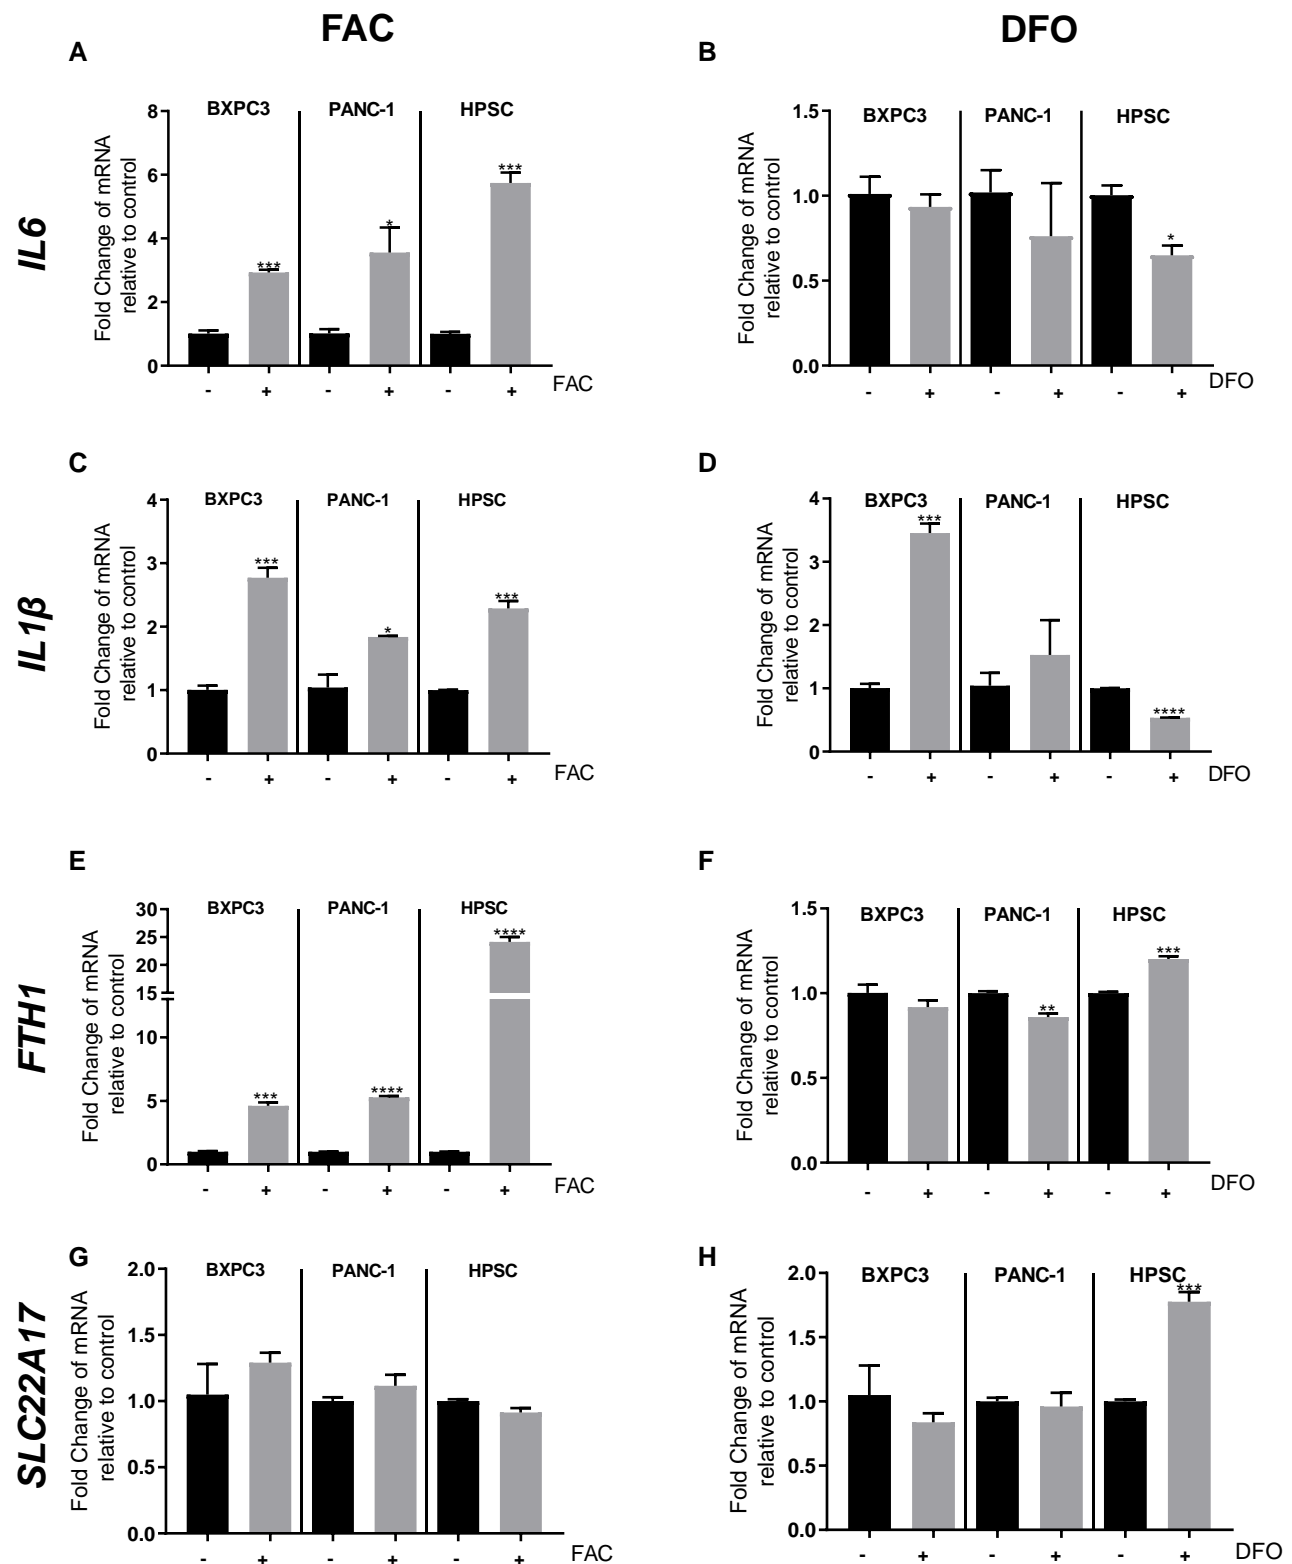 FAC
DFO
A
B
IL6
Fold Change of mRNA
relative to control
8
6
4
2
0
BXPC3 PANC-1 HPSC
***
*
***
- + - + - + FAC
Fold Change of mRNA
relative to control
1.5
1.0
0.5
0.0
BXPC3 PANC-1 HPSC
*
- + - + - + DFO
C
D
IL1β
Fold Change of mRNA
relative to control
4
3
2
1
0
BXPC3 PANC-1 HPSC
***
*
***
- + - + - + FAC
Fold Change of mRNA
relative to control
4
3
2
1
0
BXPC3 PANC-1 HPSC
***
****
- + - + - + DFO
E
F
FTH1
Fold Change of mRNA
relative to control
30
25
20
15
10
5
0
BXPC3 PANC-1 HPSC
***
****
****
- + - + - + FAC
Fold Change of mRNA
relative to control
1.5
1.0
0.5
0.0
BXPC3 PANC-1 HPSC
**
***
- + - + - + DFO
G
H
SLC22A17
Fold Change of mRNA
relative to control
2.0
1.5
1.0
0.5
0.0
BXPC3 PANC-1 HPSC
- + - + - + FAC
Fold Change of mRNA
relative to control
2.0
1.5
1.0
0.5
0.0
BXPC3 PANC-1 HPSC
***
- + - + - + DFO